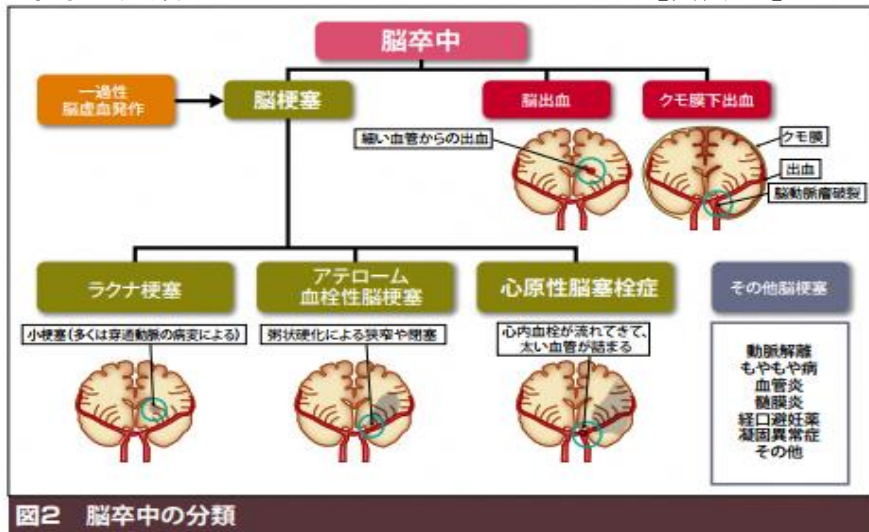 脳卒中
一過性
脳虚血発作
脳梗塞
脳出血
クモ膜下出血
細い血管からの出血
クモ膜
出血
脳動脈瘤破裂
ラクナ梗塞
アテローム
血栓性脳梗塞
心原性脳塞栓症
その他脳梗塞
小梗塞(多くは穿通動脈の病変による)
粥状硬化による狭窄や閉塞
心内血栓が流れてきて、
太い血管が詰まる
動脈解離
もやもや病
血管炎
髄膜炎
経口避妊薬
凝固異常症
その他
図2 脳卒中の分類